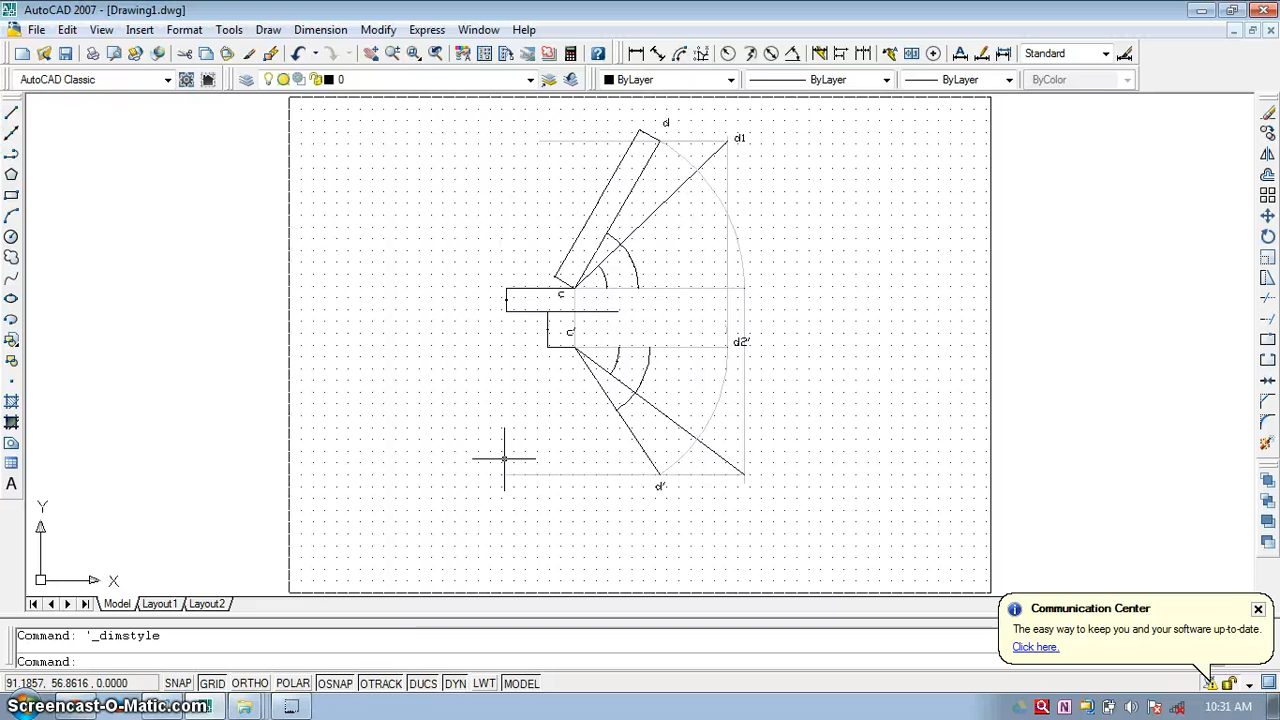 AutoCAD 2007 - [Drawing1.dwg]
File Edit View Insert Format Tools Draw Dimension Modify Express Window Help
Standard
AutoCAD Classic 0 ByLayer ByLayer ByLayer ByColor
d
d1
c
c'
d2'
d'
Y
X
A
Model Layout1 Layout2
Communication Center
The easy way to keep you and your software up-to-date.
Click here.
Command: '_dimstyle
Command:
91.1857, 56.8616, 0.0000 SNAP GRID ORTHO POLAR OSNAP OTRACK DUCS DYN LWT MODEL
Screencast-O-Matic.com
10:31 AM